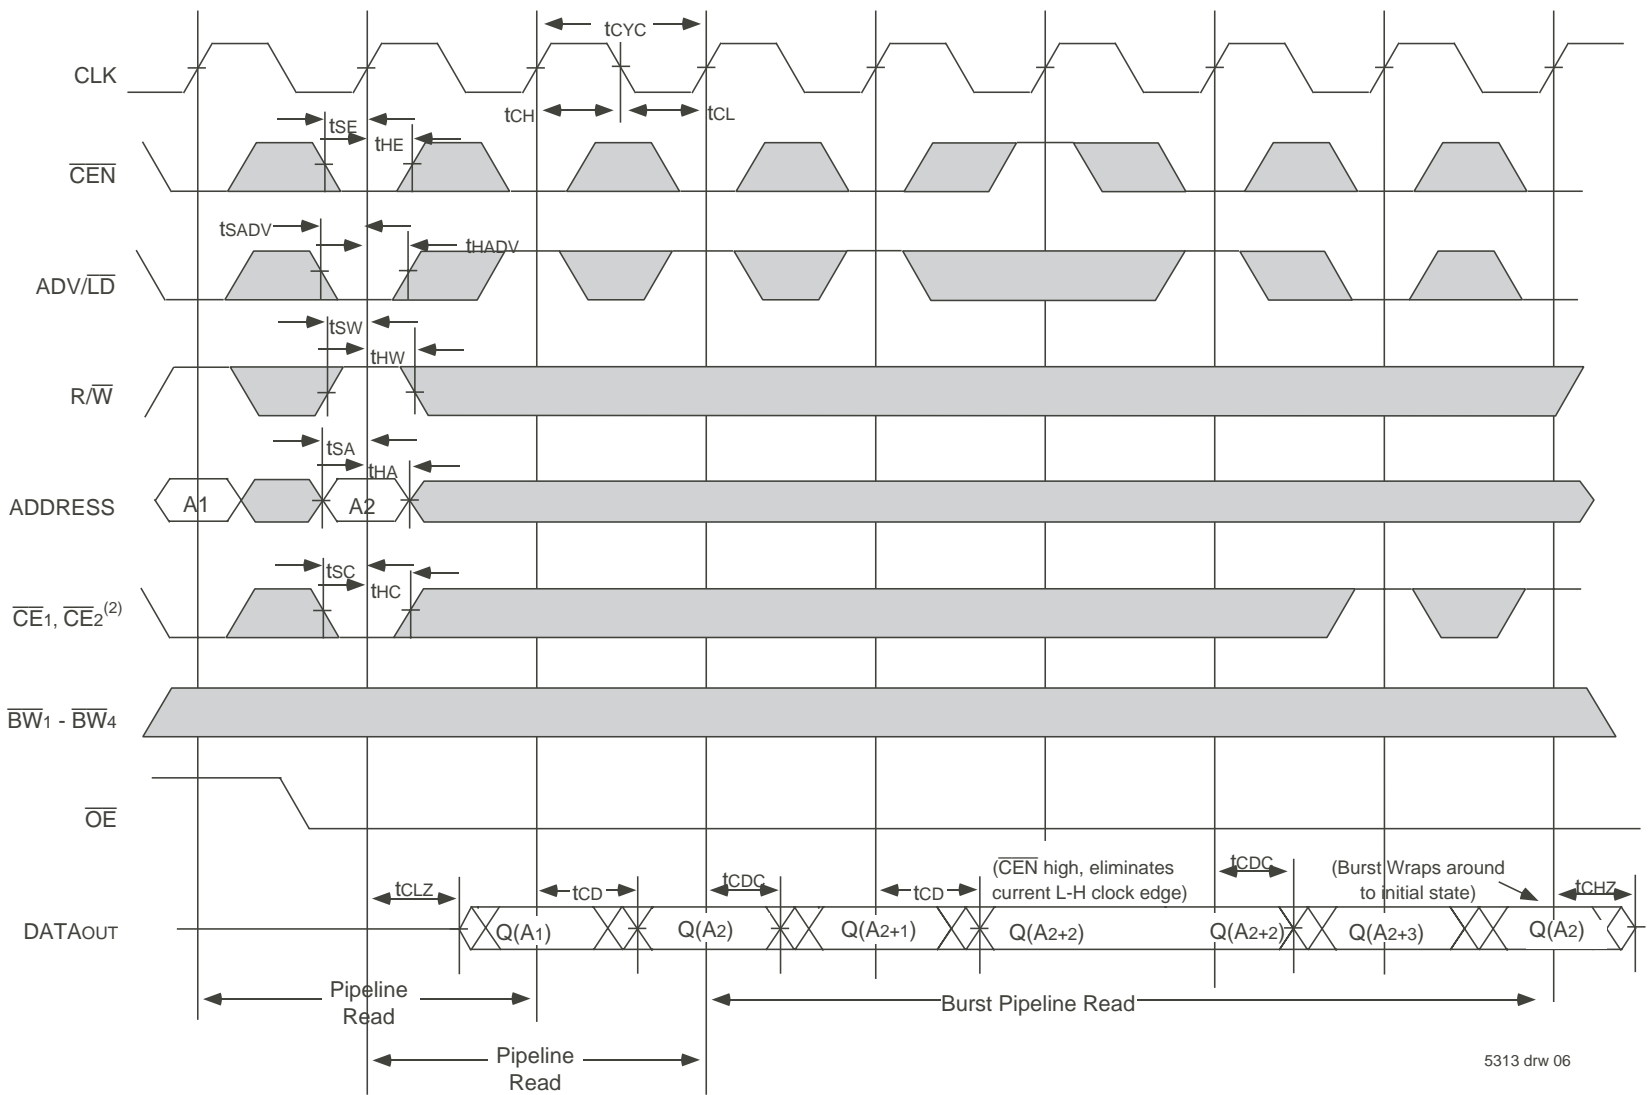 tCYC
CLK
tCH
tCL
tSE
tHE
CEN
tSADV
tHADV
ADV/LD
tSW
tHW
R/W
tSA
tHA
ADDRESS
A1
A2
tSC
tHC
CE1, CE2(2)
BW1 - BW4
OE
(CEN high, eliminates
current L-H clock edge)
(Burst Wraps around
to initial state)
tCLZ
tCD
tCDC
tCD
tCDC
tCHZ
DATAOUT
Q(A1)
Q(A2)
Q(A2+1)
Q(A2+2)
Q(A2+2)
Q(A2+3)
Q(A2)
Pipeline
Read
Burst Pipeline Read
Pipeline
Read
5313 drw 06